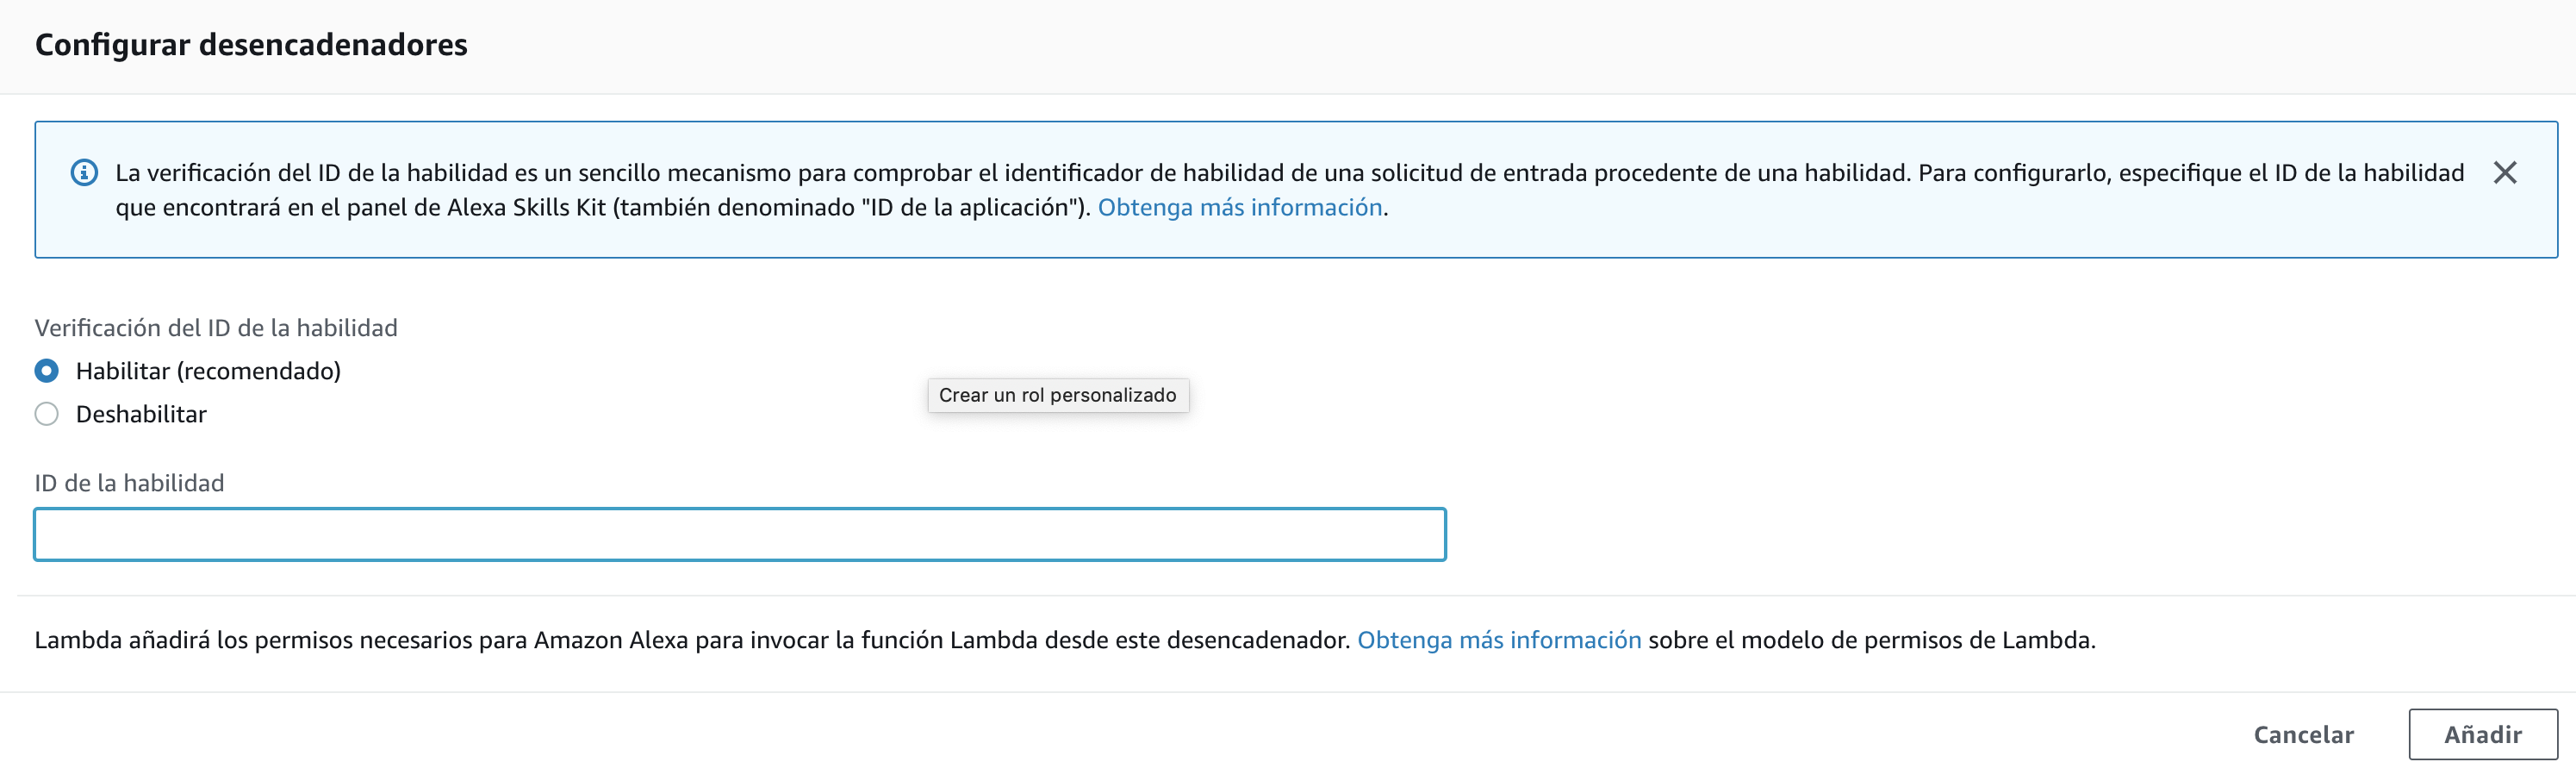 Configurar desencadenadores
La verificación del ID de la habilidad es un sencillo mecanismo para comprobar el identificador de habilidad de una solicitud de entrada procedente de una habilidad. Para configurarlo, especifique el ID de la habilidad
que encontrará en el panel de Alexa Skills Kit (también denominado "ID de la aplicación"). Obtenga más información.
Verificación del ID de la habilidad
Habilitar (recomendado)
Crear un rol personalizado
Deshabilitar
ID de la habilidad
Lambda añadirá los permisos necesarios para Amazon Alexa para invocar la función Lambda desde este desencadenador. Obtenga más información sobre el modelo de permisos de Lambda.
Cancelar
Añadir